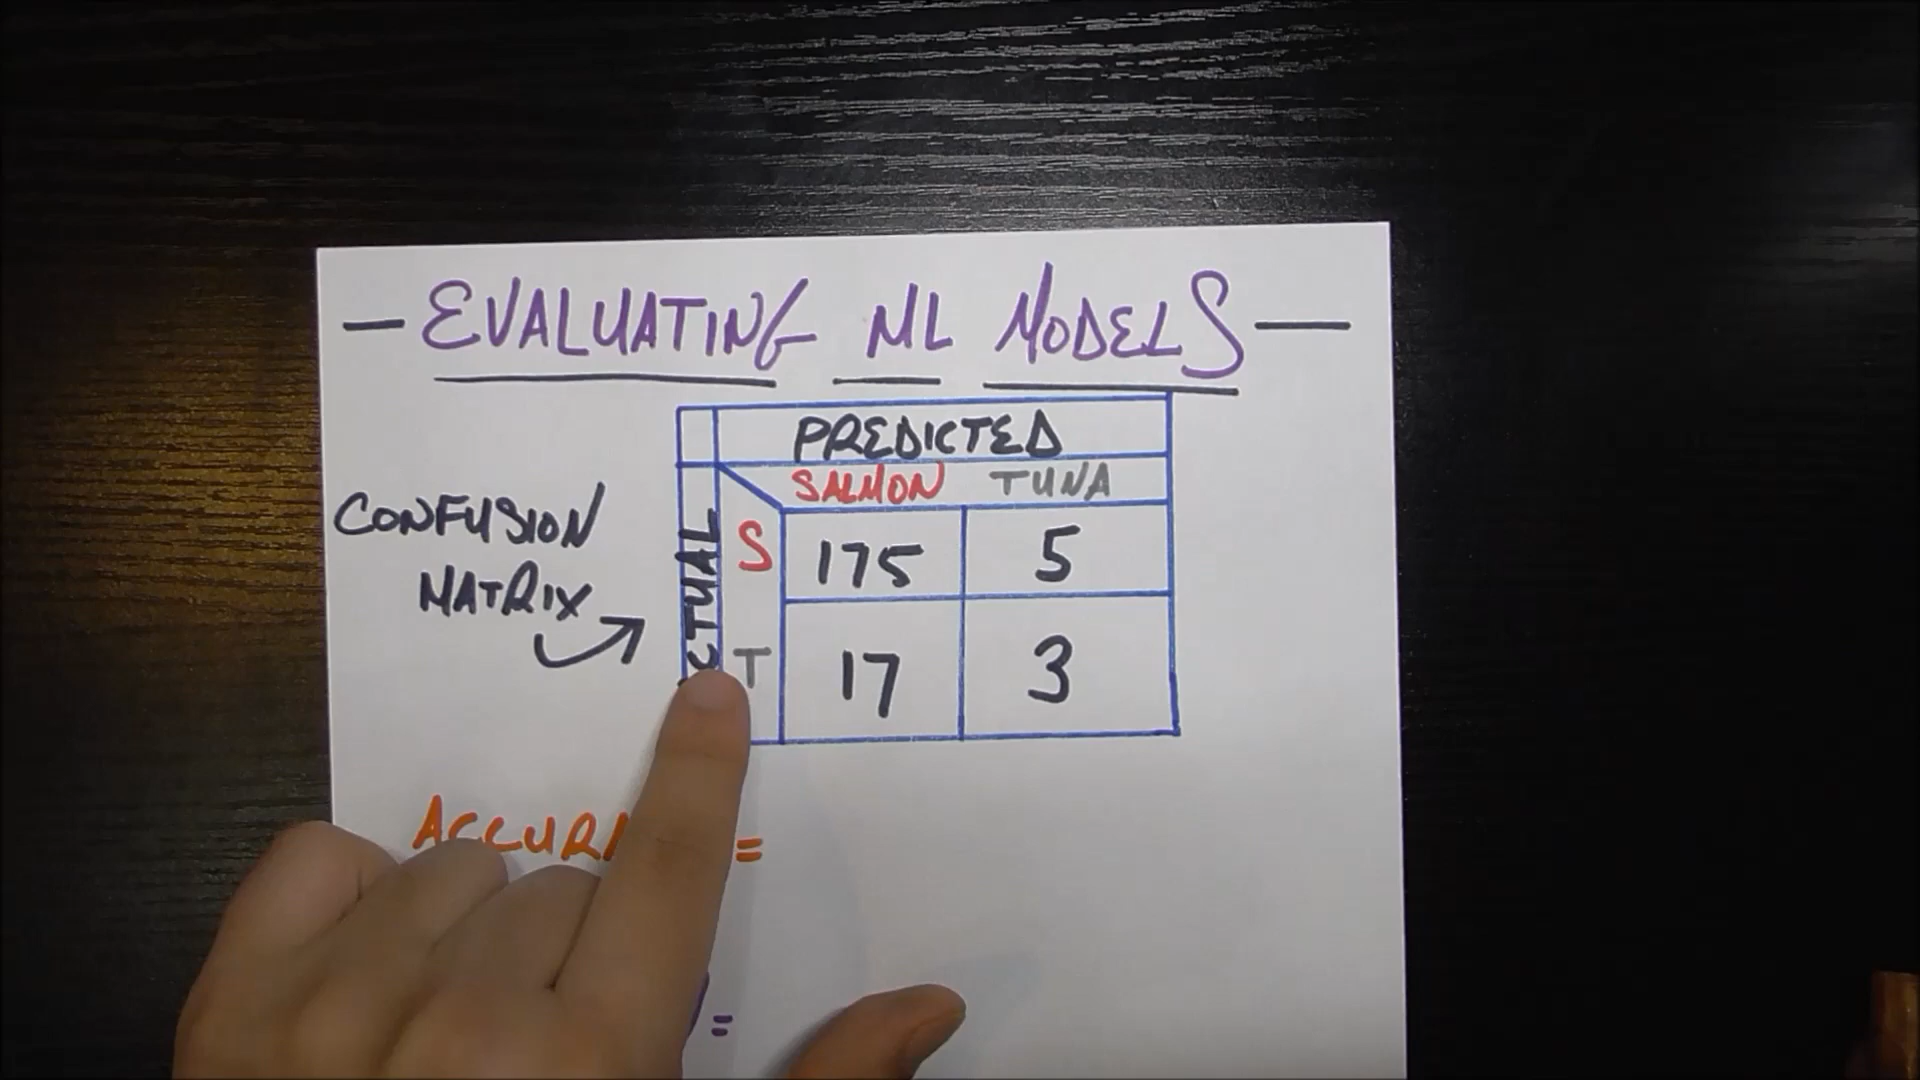 — EVALUATING ML MODELS —
PREDICTED
SALMON TUNA
CONFUSION
MATRIX
S 175 5
T 17 3
=
=